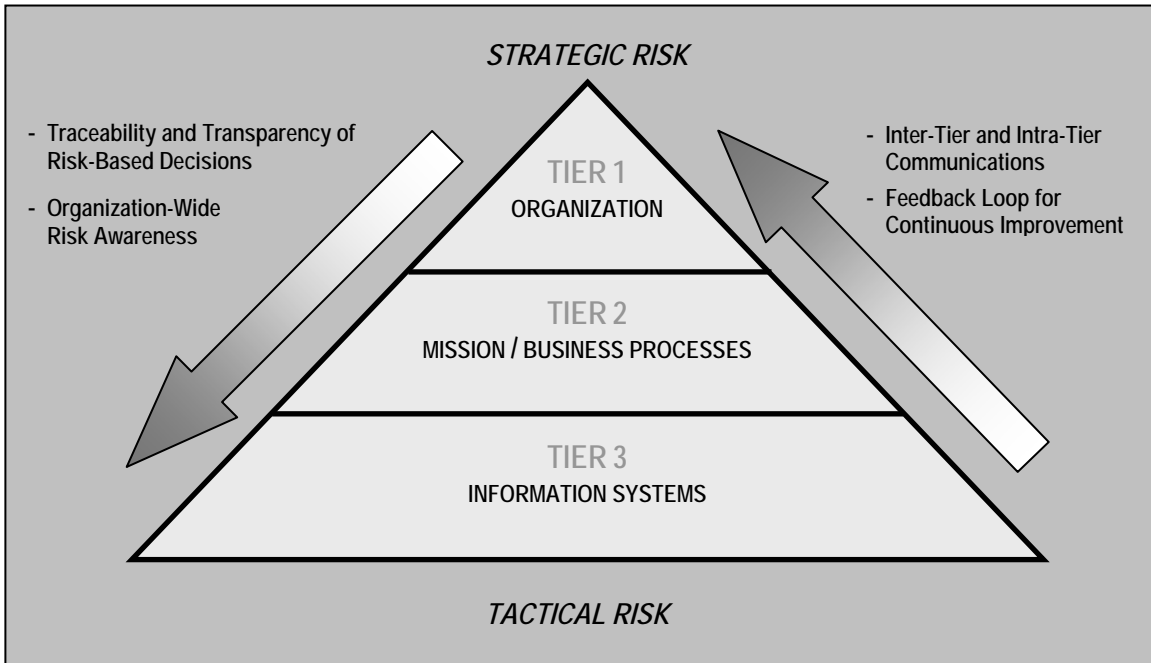 STRATEGIC RISK
- Traceability and Transparency of
Risk-Based Decisions
- Organization-Wide
Risk Awareness
- Inter-Tier and Intra-Tier
Communications
- Feedback Loop for
Continuous Improvement
TIER 1
ORGANIZATION
TIER 2
MISSION / BUSINESS PROCESSES
TIER 3
INFORMATION SYSTEMS
TACTICAL RISK